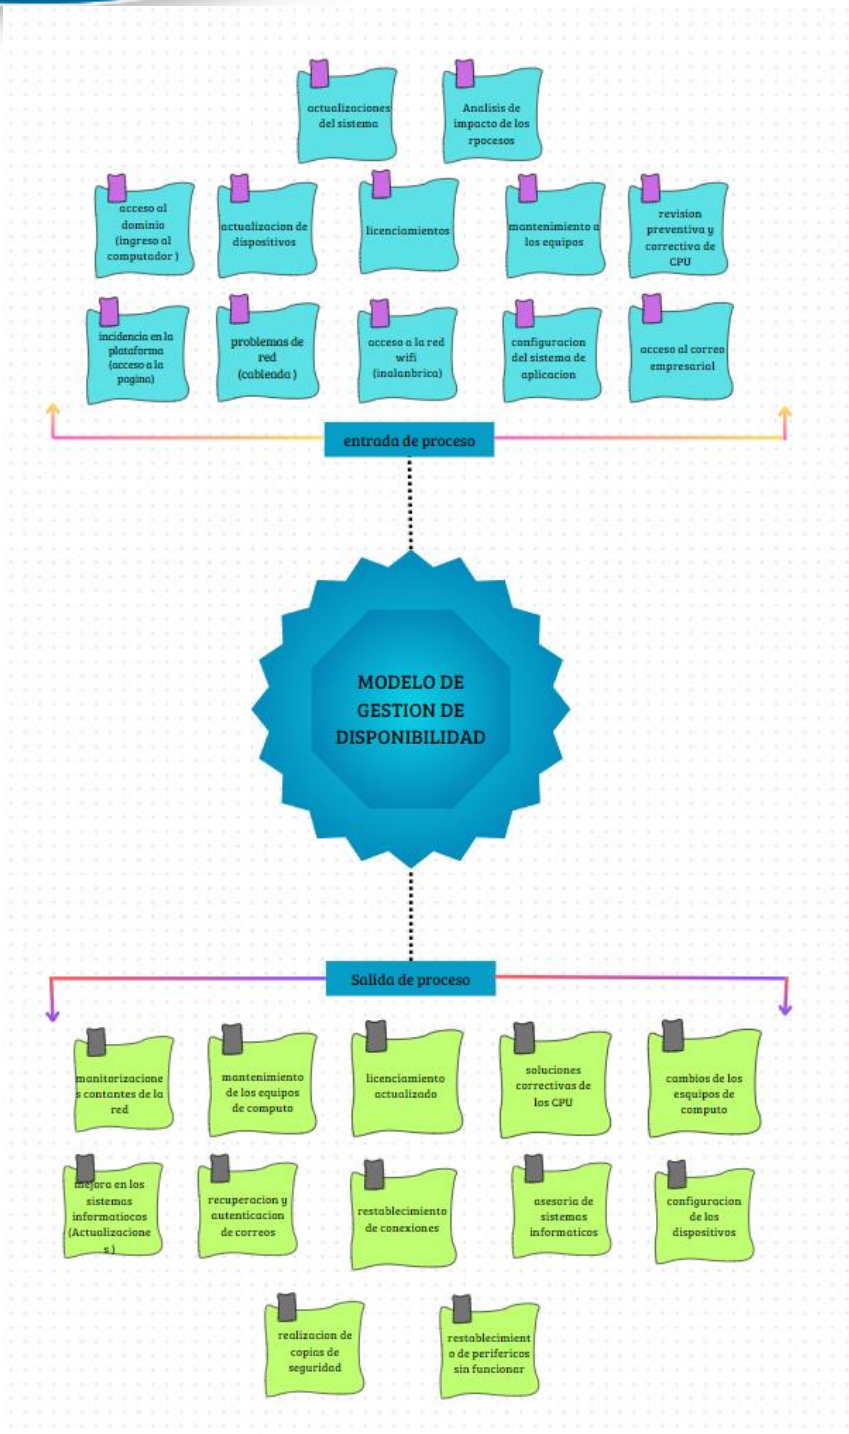 actualizaciones
del sistema
Analisis de
impacto de los
rpocesos
acceso al
dominio
(ingreso al
computador )
actualizacion de
dispositivos
licenciamientos
mantenimiento a
los equipos
revision
preventiva y
correctiva de
CPU
incidencia en la
plataforma
(acceso a la
pagina)
problemas de
red
(cableada )
acceso a la red
wifi
(inalanbrica)
configuracion
del sistema de
aplicacion
acceso al correo
empresarial
entrada de proceso
MODELO DE
GESTION DE
DISPONIBILIDAD
Salida de proceso
manitorizacione
s contantes de la
red
mantenimiento
de los equipos
de computo
licenciamiento
actualizado
soluciones
correctivas de
los CPU
cambios de los
esquipos de
computo
mejora en los
sistemas
informatiocos
(Actualizacione
s )
recuperacion y
autenticacion
de correos
restablecimiento
de conexiones
asesoria de
sistemas
informaticos
configuracion
de los
dispositivos
realizacion de
copias de
seguridad
restablecimient
o de perifericos
sin funcionar